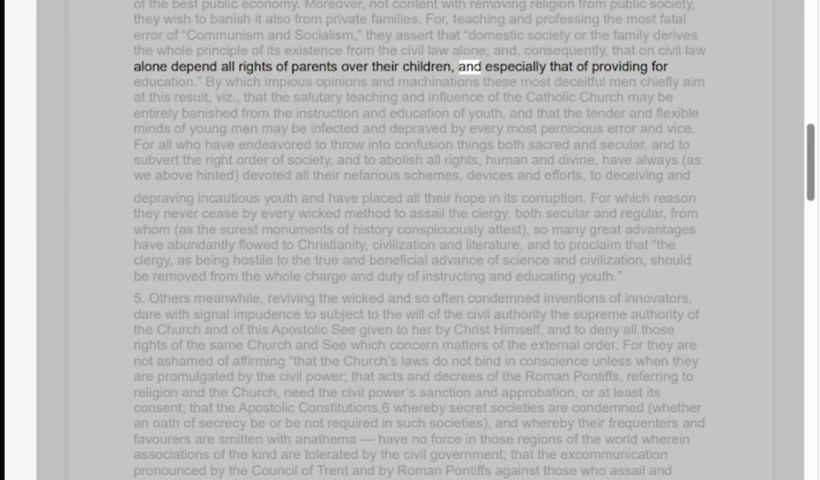 of the best public economy. Moreover, not content with removing religion from public society,
they wish to banish it also from private families. For, teaching and professing the most fatal
error of “Communism and Socialism,” they assert that “domestic society or the family derives
the whole principle of its existence from the civil law alone; and, consequently, that on civil law
alone depend all rights of parents over their children, and especially that of providing for
education.” By which impious opinions and machinations these most deceitful men chiefly aim
at this result, viz., that the salutary teaching and influence of the Catholic Church may be
entirely banished from the instruction and education of youth, and that the tender and flexible
minds of young men may be infected and depraved by every most pernicious error and vice.
For all who have endeavored to throw into confusion things both sacred and secular, and to
subvert the right order of society, and to abolish all rights, human and divine, have always (as
we above hinted) devoted all their nefarious schemes, devices and efforts, to deceiving and
depraving incautious youth and have placed all their hope in its corruption. For which reason
they never cease by every wicked method to assail the clergy, both secular and regular, from
whom (as the surest monuments of history conspicuously attest), so many great advantages
have abundantly flowed to Christianity, civilization and literature, and to proclaim that “the
clergy, as being hostile to the true and beneficial advance of science and civilization, should
be removed from the whole charge and duty of instructing and educating youth.”
5. Others meanwhile, reviving the wicked and so often condemned inventions of innovators,
dare with signal impudence to subject to the will of the civil authority the supreme authority of
the Church and of this Apostolic See given to her by Christ Himself, and to deny all those
rights of the same Church and See which concern matters of the external order. For they are
not ashamed of affirming “that the Church’s laws do not bind in conscience unless when they
are promulgated by the civil power; that acts and decrees of the Roman Pontiffs, referring to
religion and the Church, need the civil power’s sanction and approbation, or at least its
consent; that the Apostolic Constitutions,6 whereby secret societies are condemned (whether
an oath of secrecy be or be not required in such societies), and whereby their frequenters and
favourers are smitten with anathema — have no force in those regions of the world wherein
associations of the kind are tolerated by the civil government; that the excommunication
pronounced by the Council of Trent and by Roman Pontiffs against those who assail and